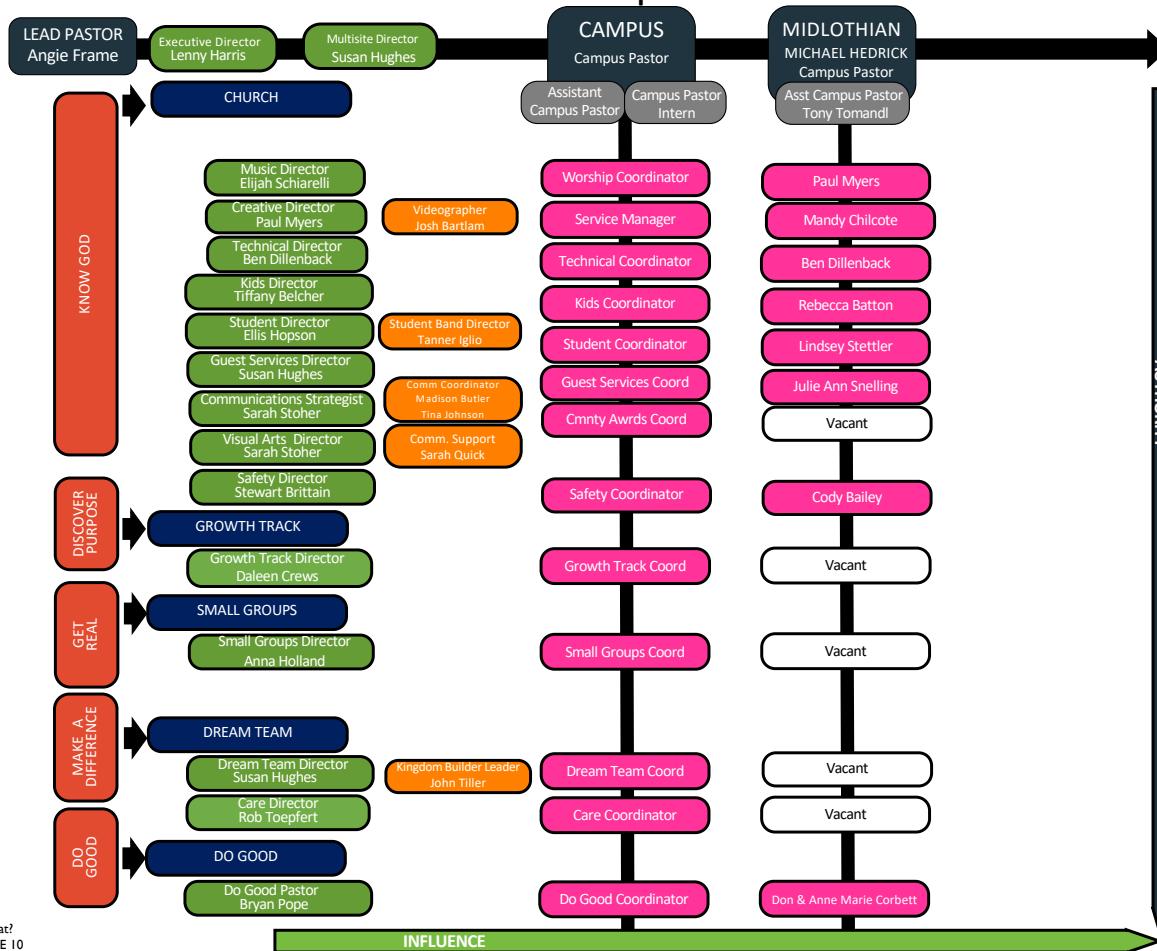 LEAD PASTOR
Angie Frame
Executive Director
Lenny Harris
Multisite Director
Susan Hughes
CAMPUS
Campus Pastor
MIDLOTHIAN
MICHAEL HEDRICK
Campus Pastor
Assistant
Campus Pastor
Campus Pastor
Intern
Asst Campus Pastor
Tony Tomandl
KNOW GOD
CHURCH
Music Director
Elijah Schiarelli
Worship Coordinator
Paul Myers
Creative Director
Paul Myers
Videographer
Josh Bartlam
Service Manager
Mandy Chilcote
Technical Director
Ben Dillenback
Technical Coordinator
Ben Dillenback
Kids Director
Tiffany Belcher
Kids Coordinator
Rebecca Batton
Student Director
Ellis Hopson
Student Band Director
Tanner Iglio
Student Coordinator
Lindsey Stettler
Guest Services Director
Susan Hughes
Guest Services Coord
Julie Ann Snelling
Communications Strategist
Sarah Stoher
Comm Coordinator
Madison Butler
Tina Johnson
Cmnty Awrds Coord
Vacant
Visual Arts Director
Sarah Stoher
Comm. Support
Sarah Quick
Safety Director
Stewart Brittain
Safety Coordinator
Cody Bailey
DISCOVER
PURPOSE
GROWTH TRACK
Growth Track Director
Daleen Crews
Growth Track Coord
Vacant
GET
REAL
SMALL GROUPS
Small Groups Director
Anna Holland
Small Groups Coord
Vacant
MAKE A
DIFFERENCE
DREAM TEAM
Dream Team Director
Susan Hughes
Kingdom Builder Leader
John Tiller
Dream Team Coord
Vacant
Care Director
Rob Toepfert
Care Coordinator
Vacant
DO
GOOD
DO GOOD
Do Good Pastor
Bryan Pope
Do Good Coordinator
Don & Anne Marie Corbett
at?
E 10
INFLUENCE